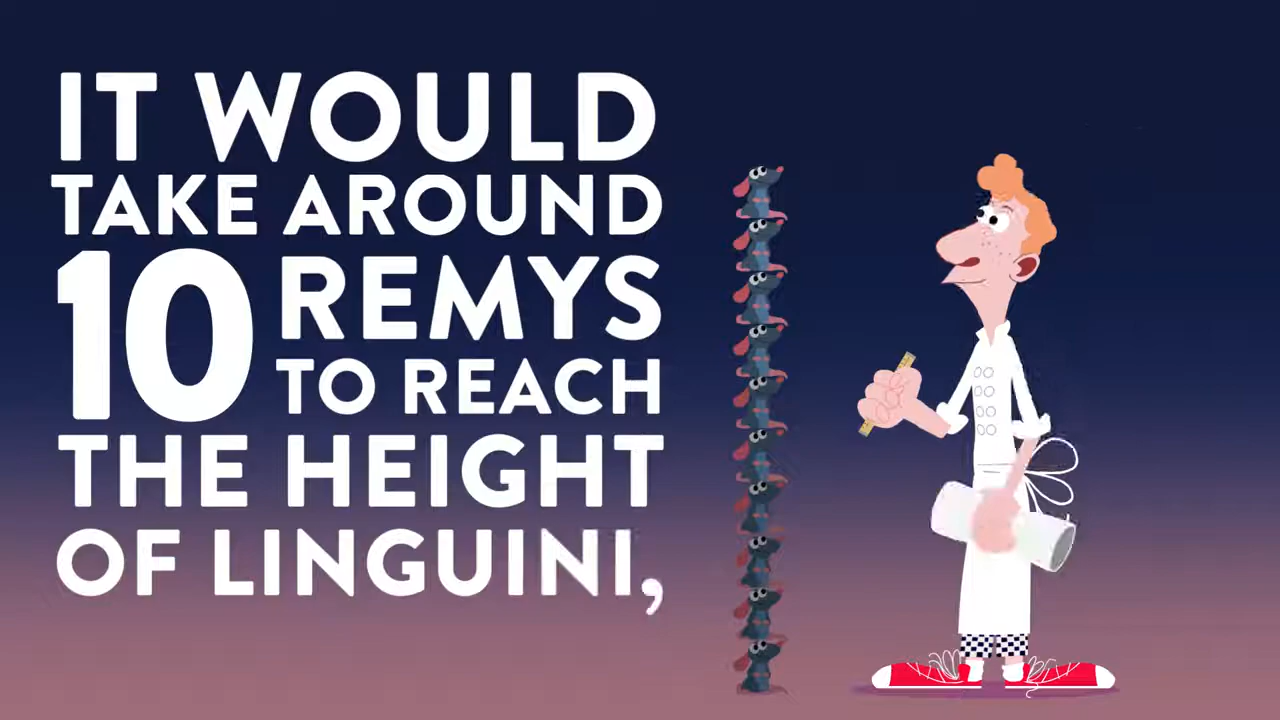 IT WOULD
TAKE AROUND
10 REMYS
TO REACH
THE HEIGHT
OF LINGUINI,